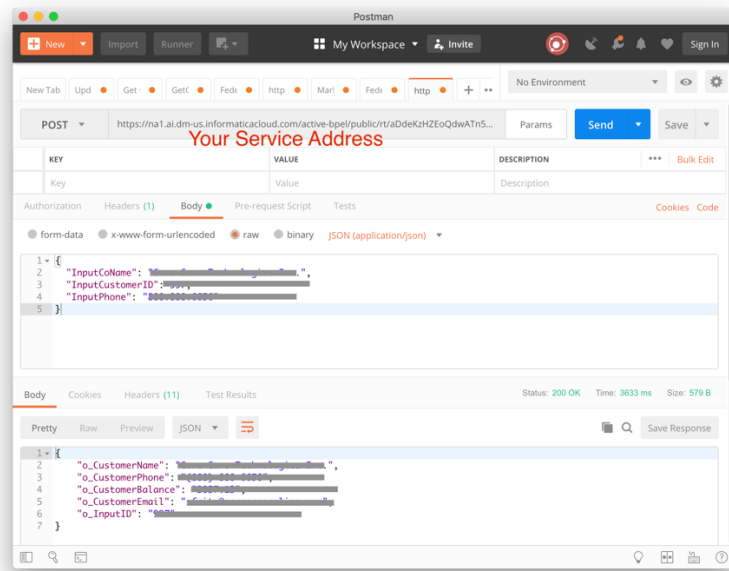 Postman
New Import Runner My Workspace Invite Sign In
New Tab Upd Get GetC Fede http Marl Fede http No Environment
POST https://na1.ai.dm-us.informaticacloud.com/active-bpel/public/rt/aDdeKzHZEoQdwATn5... Params Send Save
Your Service Address
KEY VALUE DESCRIPTION Bulk Edit
Key Value Description
Authorization Headers (1) Body Pre-request Script Tests Cookies Code
form-data x-www-form-urlencoded raw binary JSON (application/json)
1 {
2 "InputCoName": " ",
3 "InputCustomerID":
4 "InputPhone": "
5 }
Body Cookies Headers (11) Test Results Status: 200 OK Time: 3633 ms Size: 579 B
Pretty Raw Preview JSON Save Response
1 {
2 "o_CustomerName": " ",
3 "o_CustomerPhone":
4 "o_CustomerBalance":
5 "o_CustomerEmail":
6 "o_InputID":
7 }